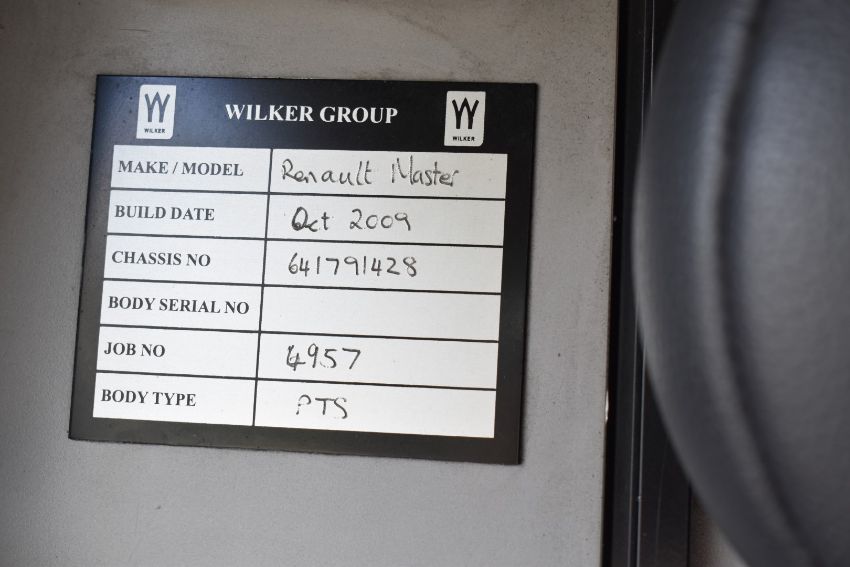 W WILKER GROUP W
WILKER WILKER
MAKE / MODEL Renault Master
BUILD DATE Oct 2009
CHASSIS NO 641791428
BODY SERIAL NO
JOB NO 4957
BODY TYPE PTS